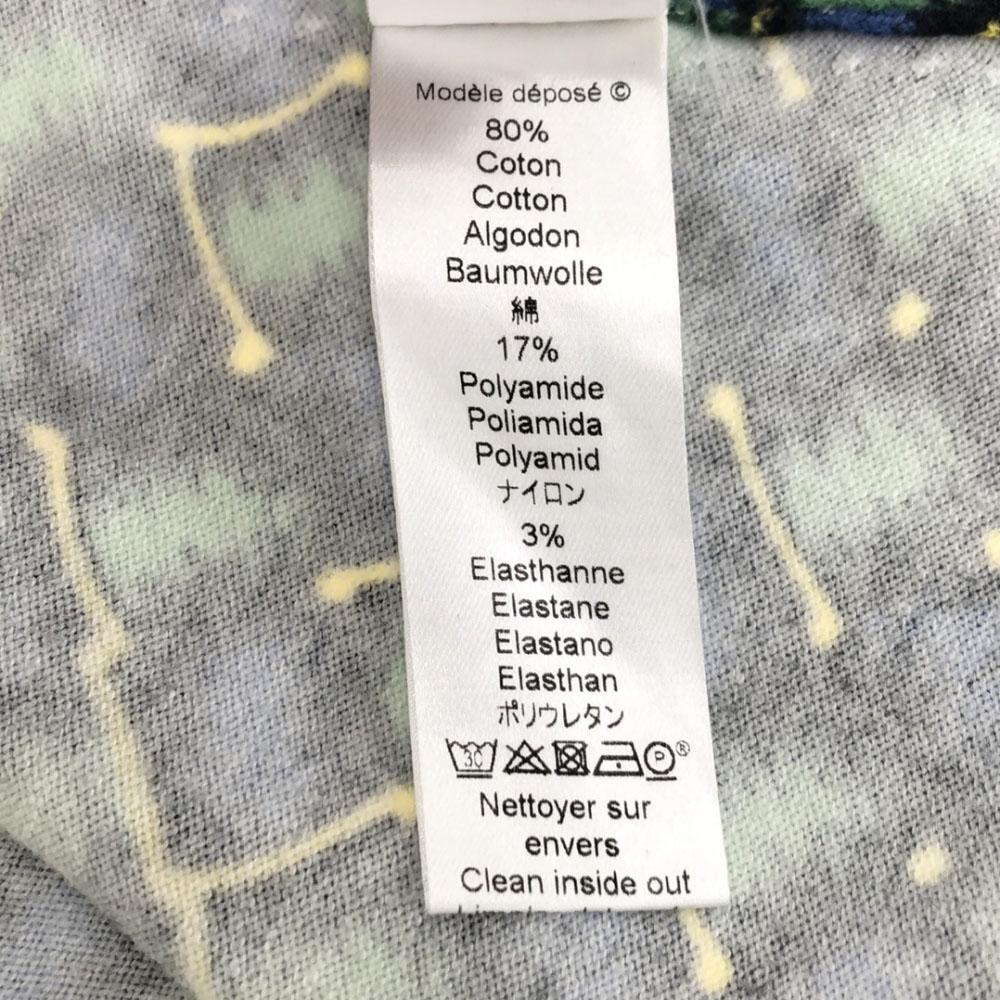 Modèle déposé ©
80%
Coton
Cotton
Algodon
Baumwolle
綿
17%
Polyamide
Poliamida
Polyamid
ナイロン
3%
Elasthanne
Elastane
Elastano
Elasthan
ポリウレタン
30 P ®
Nettoyer sur
envers
Clean inside out